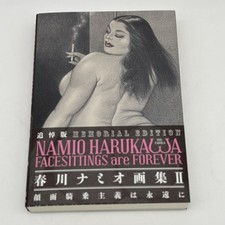 追悼版 MEMORIAL EDITION
NAMIO HARUKAWA
FACESITTINGS are FOREVER
春川ナミオ画集II
顔面騎乗主義は永遠に